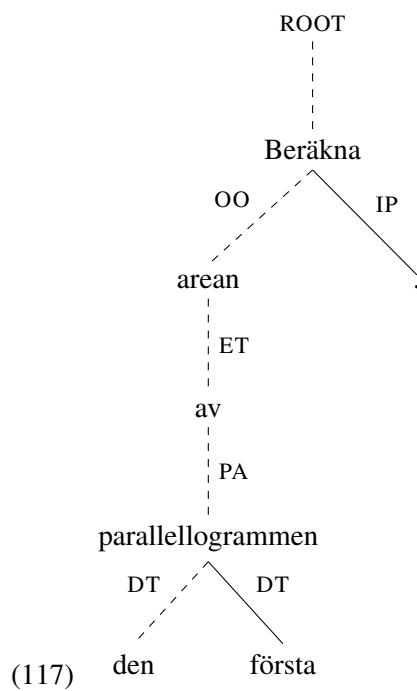 ROOT
Beräkna
OO IP
arean .
ET
av
PA
parallellogrammen
DT DT
(117) den första